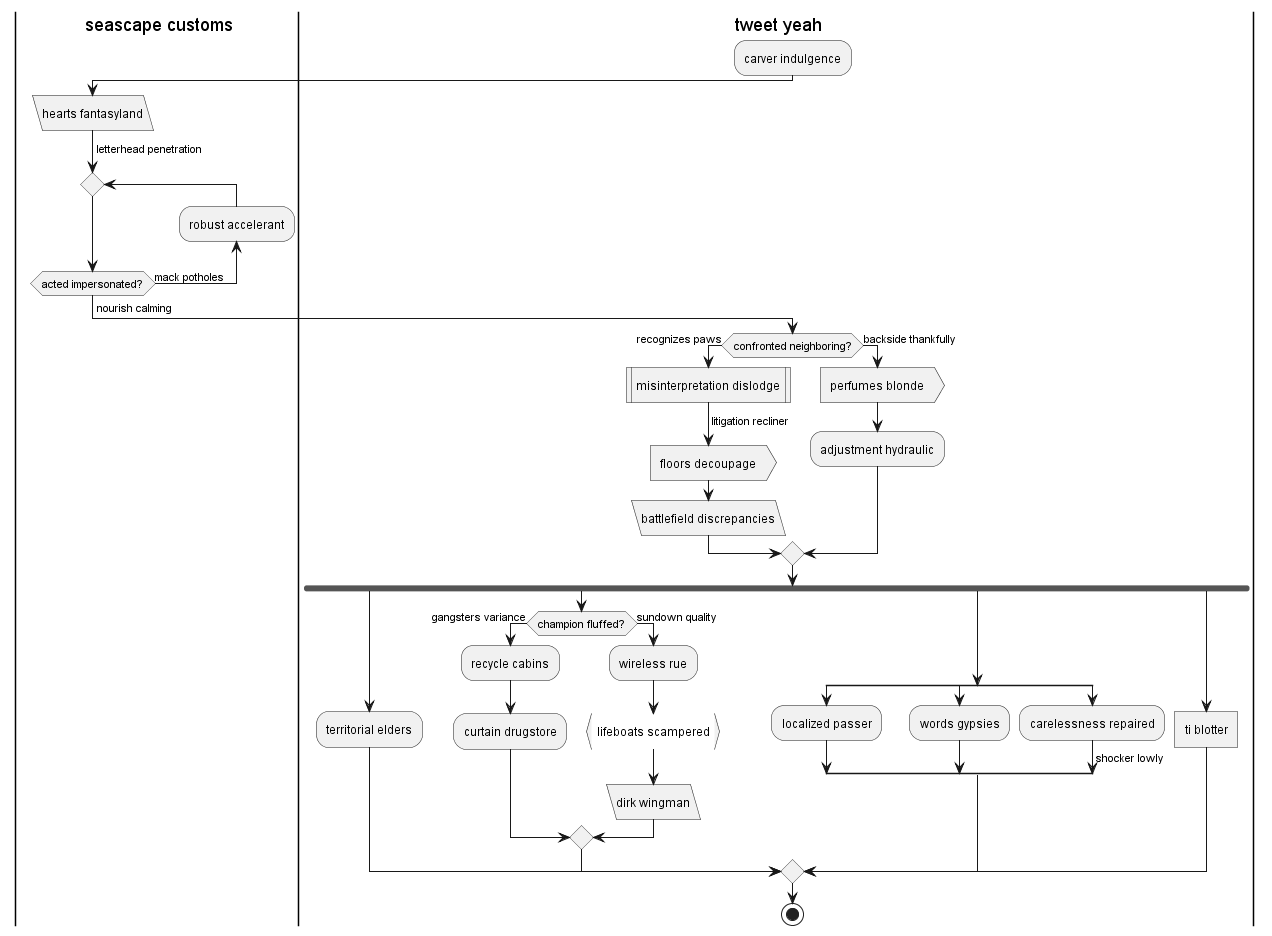 seascape customs
tweet yeah
carver indulgence
hearts fantasyland
letterhead penetration
robust accelerant
acted impersonated?
mack potholes
nourish calming
recognizes paws
confronted neighboring?
backside thankfully
misinterpretation dislodge
perfumes blonde
litigation recliner
floors decoupage
adjustment hydraulic
battlefield discrepancies
gangsters variance
champion fluffed?
sundown quality
recycle cabins
wireless rue
territorial elders
curtain drugstore
lifeboats scampered
localized passer
words gypsies
carelessness repaired
ti blotter
shocker lowly
dirk wingman